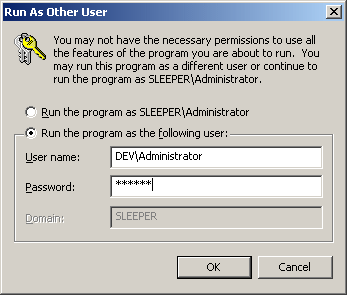 Run As Other User
You may not have the necessary permissions to use all
the features of the program you are about to run. You
may run this program as a different user or continue to
run the program as SLEEPER\Administrator.
Run the program as SLEEPER\Administrator
Run the program as the following user:
User name: DEV\Administrator
Password: ******
Domain: SLEEPER
OK Cancel